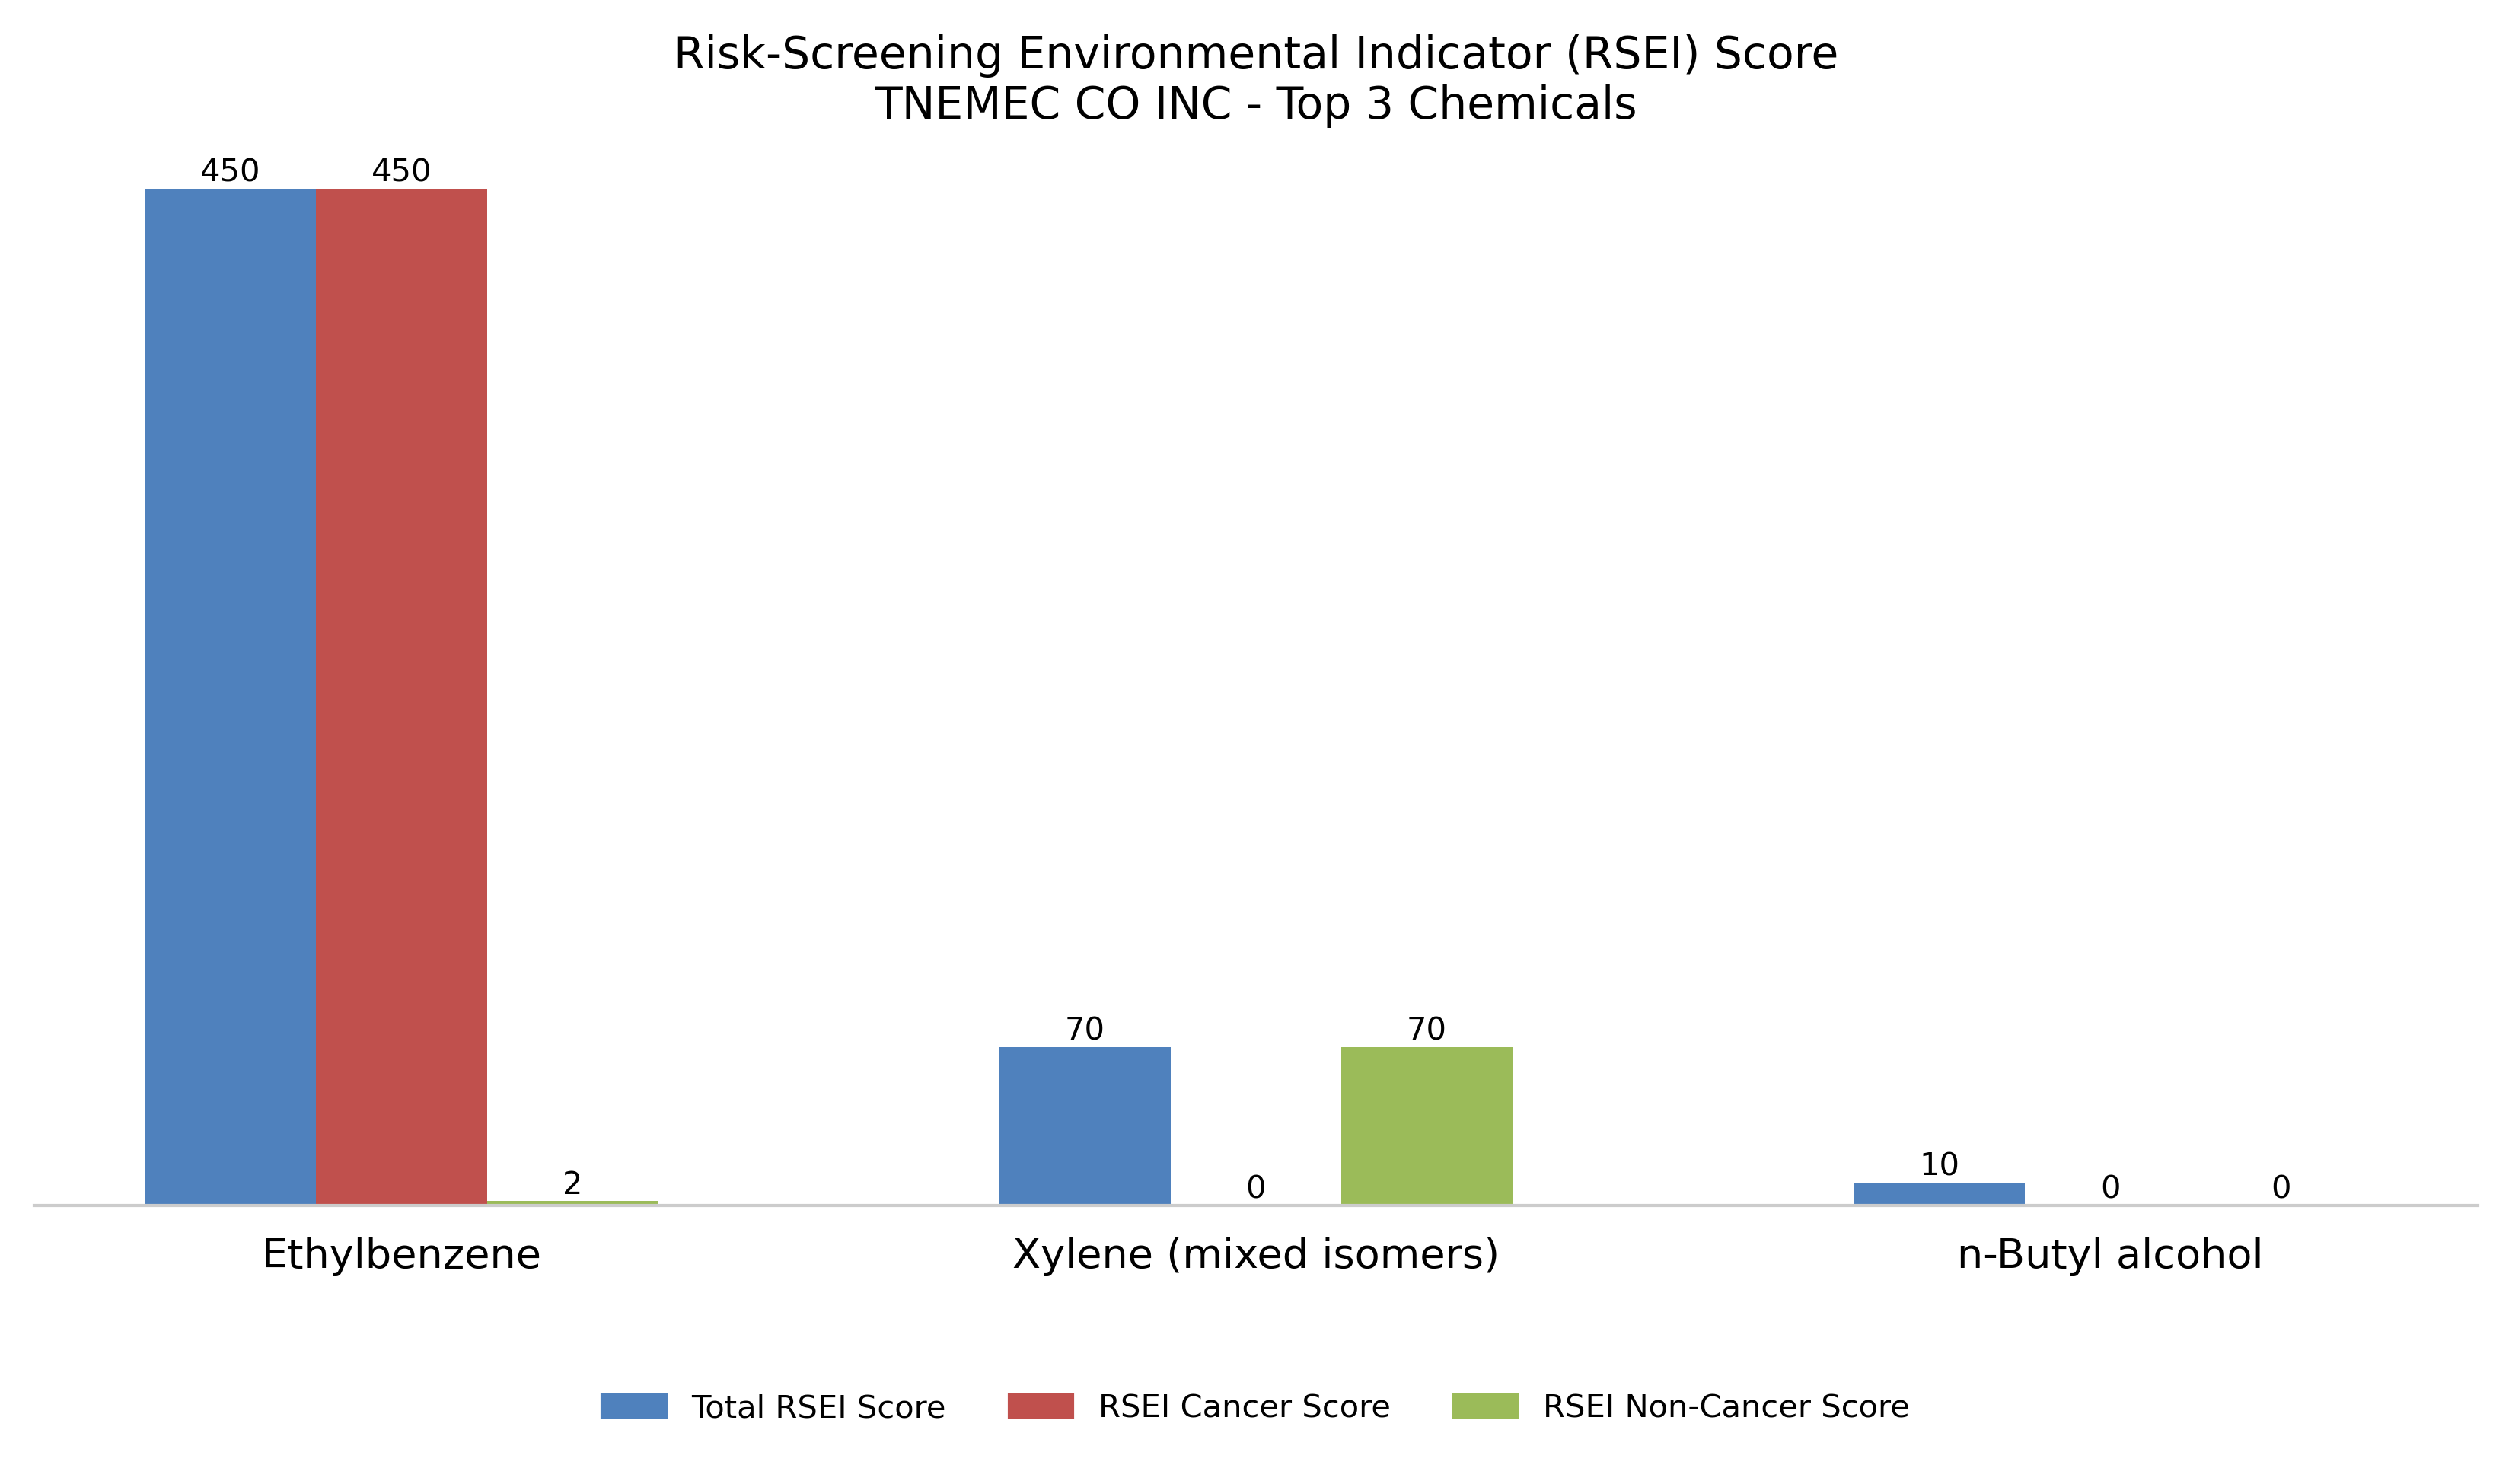 Risk-Screening Environmental Indicator (RSEI) Score
TNEMEC CO INC - Top 3 Chemicals
450
450
2
70
0
70
10
0
0
Ethylbenzene
Xylene (mixed isomers)
n-Butyl alcohol
Total RSEI Score
RSEI Cancer Score
RSEI Non-Cancer Score